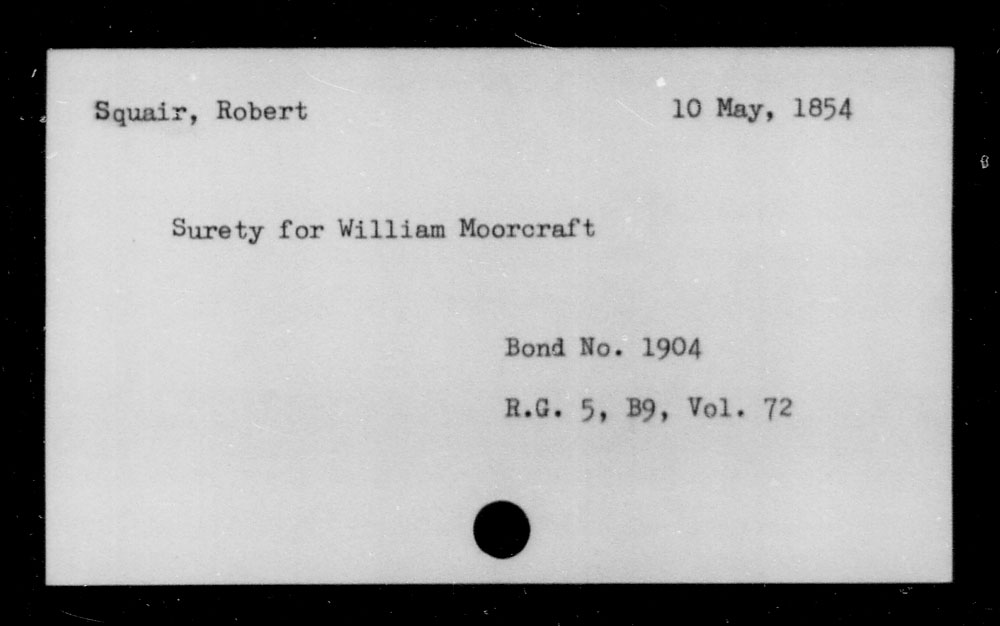 Squair, Robert 10 May, 1854
Surety for William Moorcraft
Bond No. 1904
R.G. 5, B9, Vol. 72